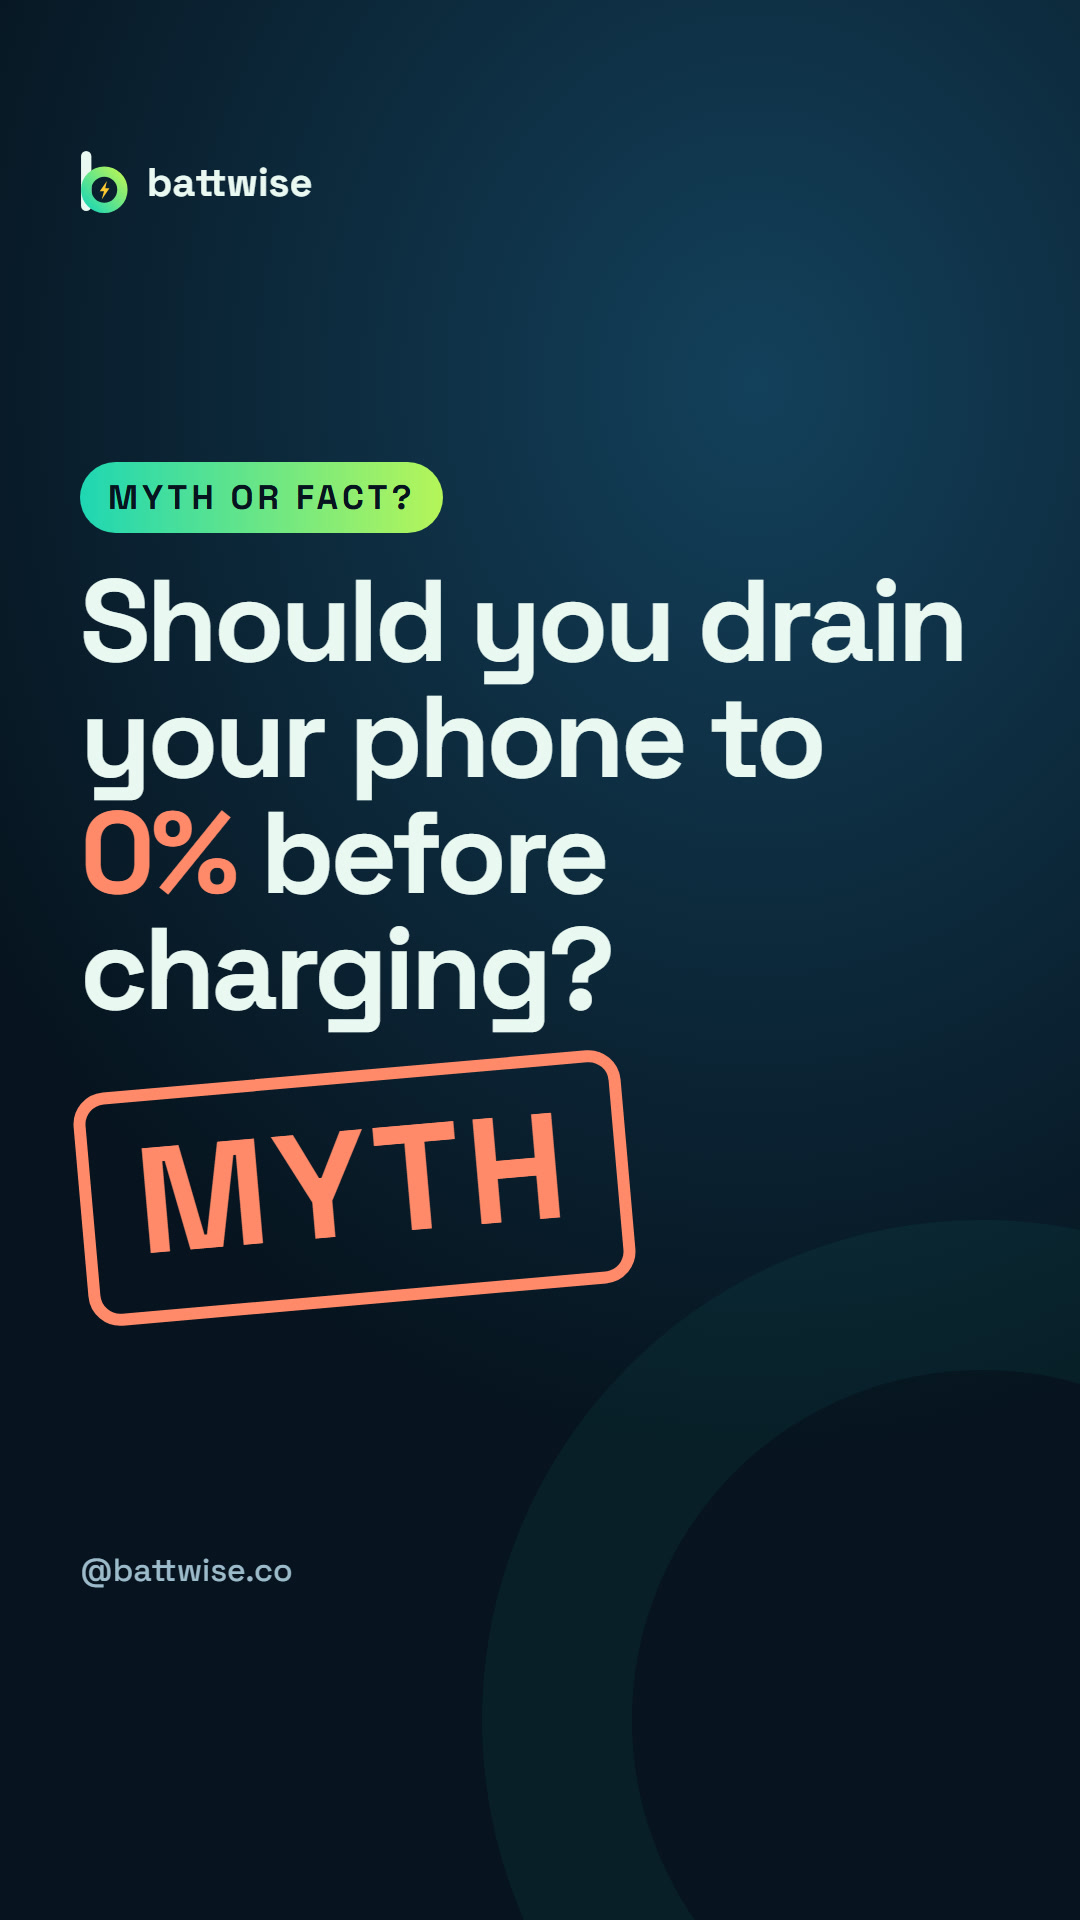 battwise
MYTH OR FACT?
Should you drain
your phone to
0% before
charging?
MYTH
@battwise.co